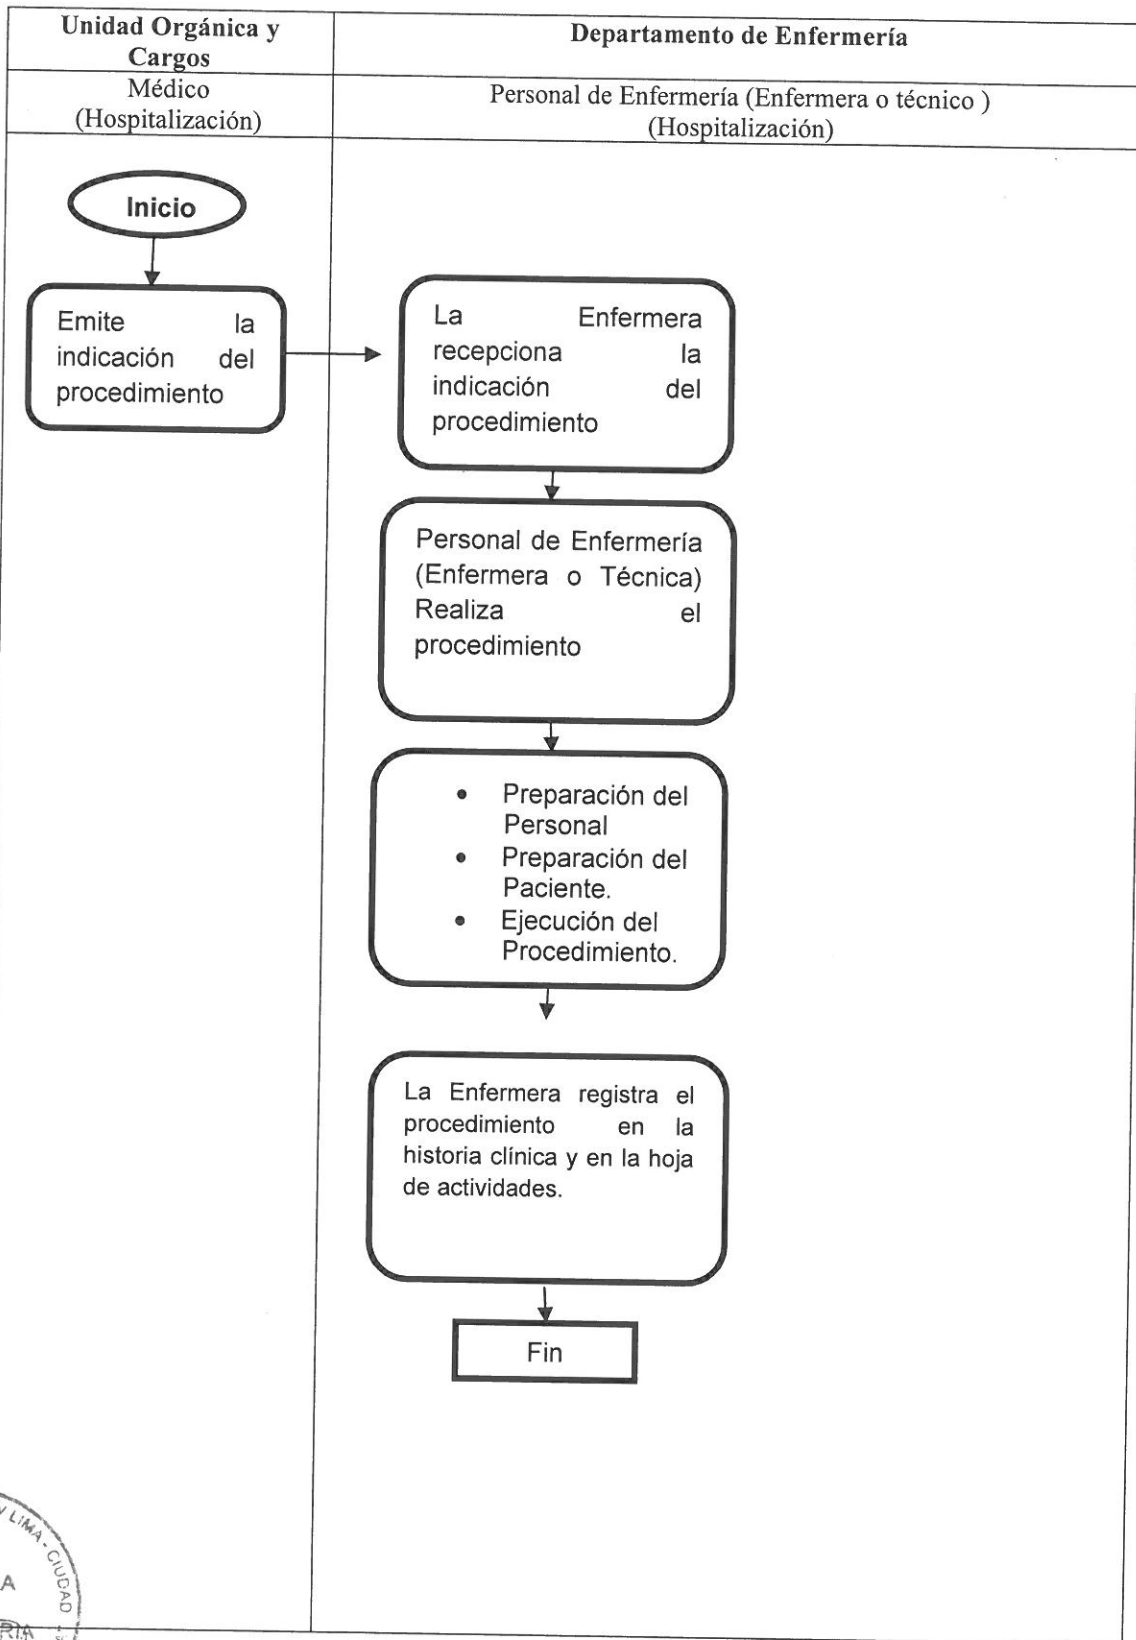 Unidad Orgánica y
Cargos
Departamento de Enfermería
Médico
(Hospitalización)
Personal de Enfermería (Enfermera o técnico )
(Hospitalización)
Inicio
Emite la
indicación del
procedimiento
La Enfermera
recepciona la
indicación del
procedimiento
Personal de Enfermería
(Enfermera o Técnica)
Realiza el
procedimiento
• Preparación del
Personal
• Preparación del
Paciente.
• Ejecución del
Procedimiento.
La Enfermera registra el
procedimiento en la
historia clínica y en la hoja
de actividades.
Fin
LIMA - CIUDAD